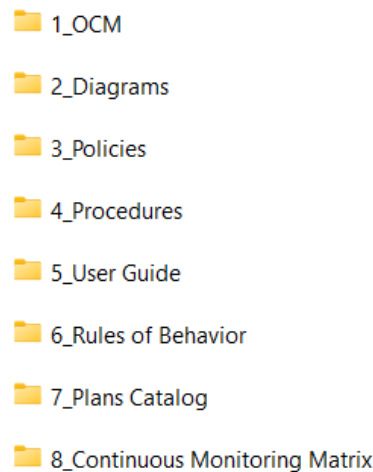 1_OCM
2_Diagrams
3_Policies
4_Procedures
5_User Guide
6_Rules of Behavior
7_Plans Catalog
8_Continuous Monitoring Matrix